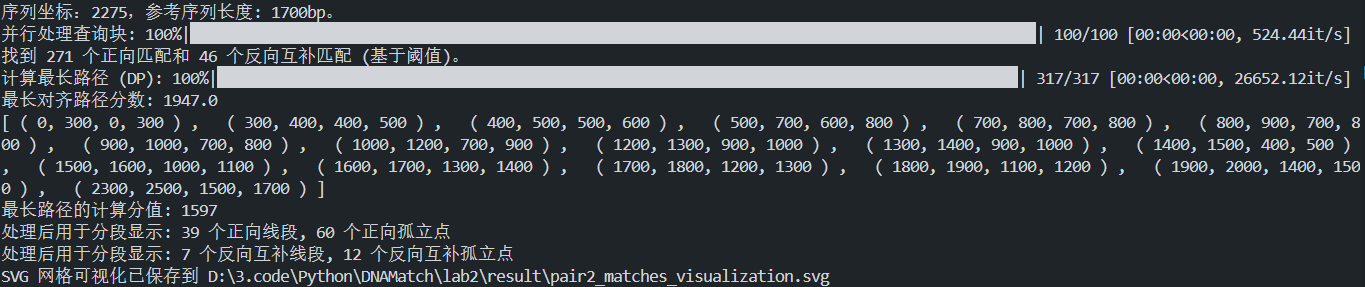 序列坐标: 2275, 参考序列长度: 1700bp。
并行处理查询块: 100%|██████████| 100/100 [00:00<00:00, 524.44it/s]
找到 271 个正向匹配和 46 个反向互补匹配 (基于阈值)。
计算最长路径 (DP): 100%|██████████| 317/317 [00:00<00:00, 26652.12it/s]
最长对齐路径分数: 1947.0
[ ( 0, 300, 0, 300 ) , ( 300, 400, 400, 500 ) , ( 400, 500, 500, 600 ) , ( 500, 700, 600, 800 ) , ( 700, 800, 700, 800 ) , ( 800, 900, 700, 8
00 ) , ( 900, 1000, 700, 800 ) , ( 1000, 1200, 700, 900 ) , ( 1200, 1300, 900, 1000 ) , ( 1300, 1400, 900, 1000 ) , ( 1400, 1500, 400, 500 )
, ( 1500, 1600, 1000, 1100 ) , ( 1600, 1700, 1300, 1400 ) , ( 1700, 1800, 1200, 1300 ) , ( 1800, 1900, 1100, 1200 ) , ( 1900, 2000, 1400, 150
0 ) , ( 2300, 2500, 1500, 1700 ) ]
最长路径的计算分值: 1597
处理后用于分段显示: 39 个正向线段, 60 个正向孤立点
处理后用于分段显示: 7 个反向互补线段, 12 个反向互补孤立点
SVG 网格可视化已保存到 D:\3.code\Python\DNAMatch\lab2\result\pair2_matches_visualization.svg